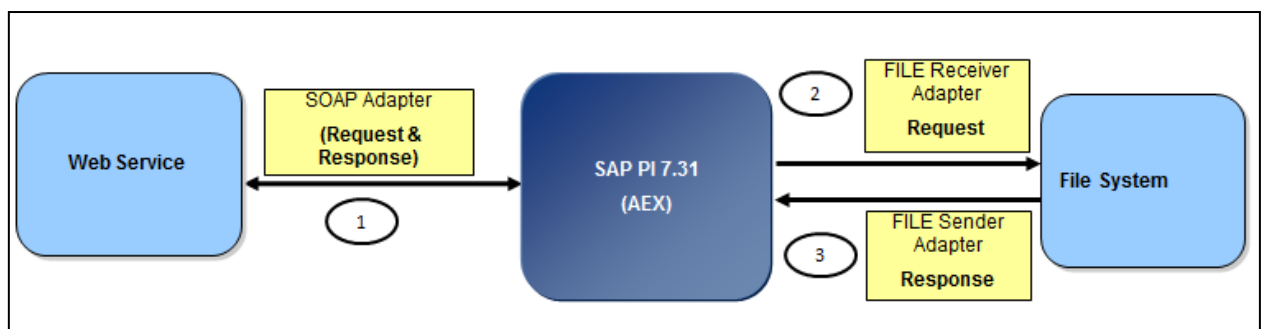 Web Service
SOAP Adapter
(Request &
Response)
1
SAP PI 7.31
(AEX)
2
FILE Receiver
Adapter
Request
3
FILE Sender
Adapter
Response
File System